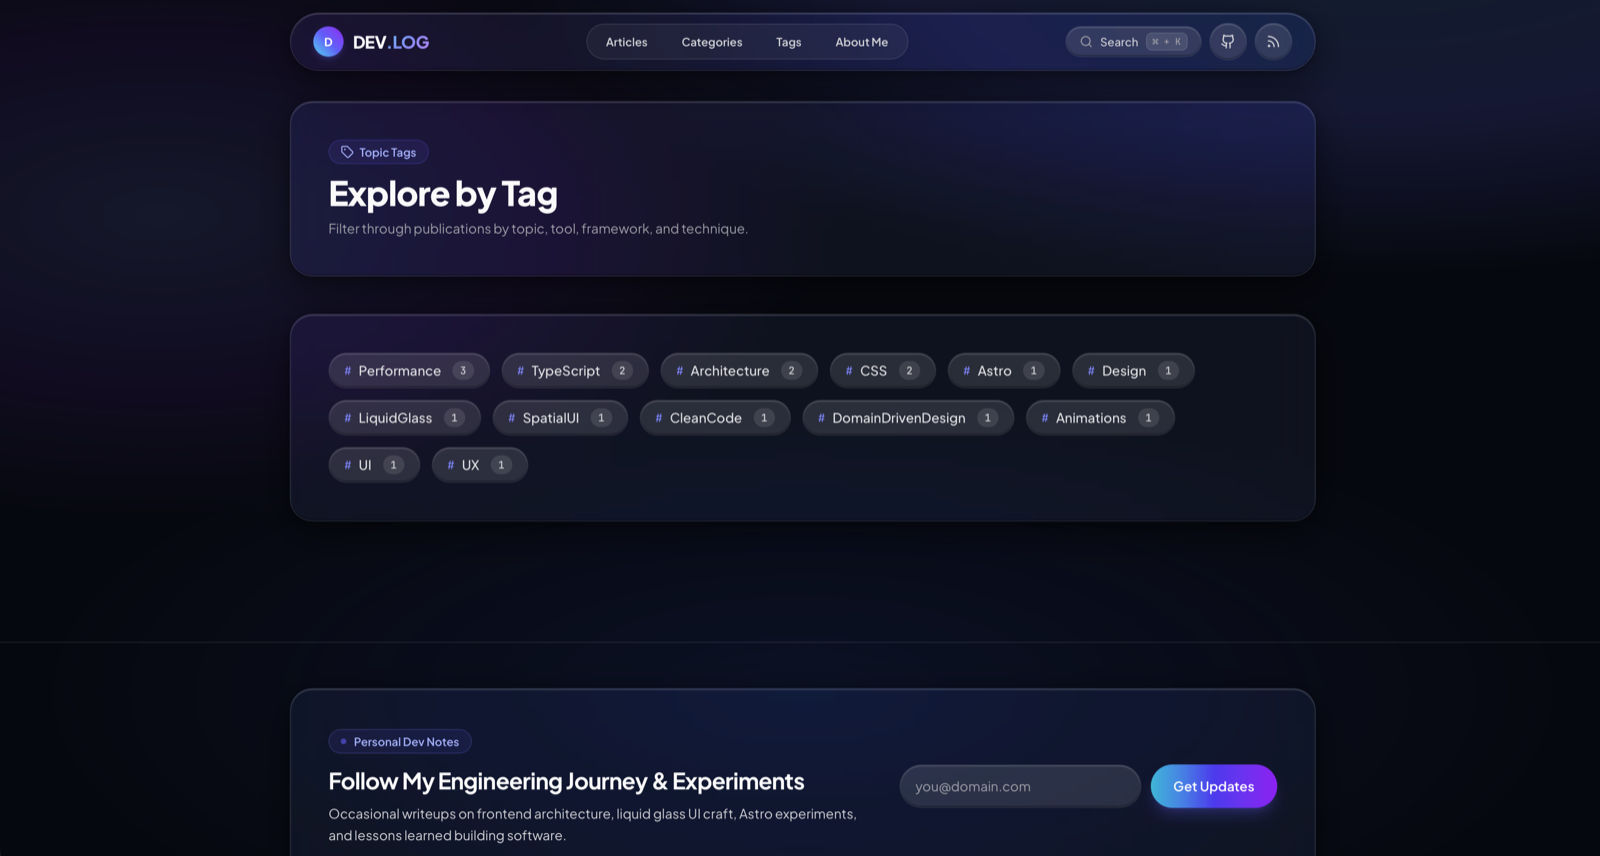 D DEV.LOG Articles Categories Tags About Me Search ⌘ + K
Topic Tags
Explore by Tag
Filter through publications by topic, tool, framework, and technique.
# Performance 3 # TypeScript 2 # Architecture 2 # CSS 2 # Astro 1 # Design 1
# LiquidGlass 1 # SpatialUI 1 # CleanCode 1 # DomainDrivenDesign 1 # Animations 1
# UI 1 # UX 1
Personal Dev Notes
Follow My Engineering Journey & Experiments
you@domain.com Get Updates
Occasional writeups on frontend architecture, liquid glass UI craft, Astro experiments,
and lessons learned building software.